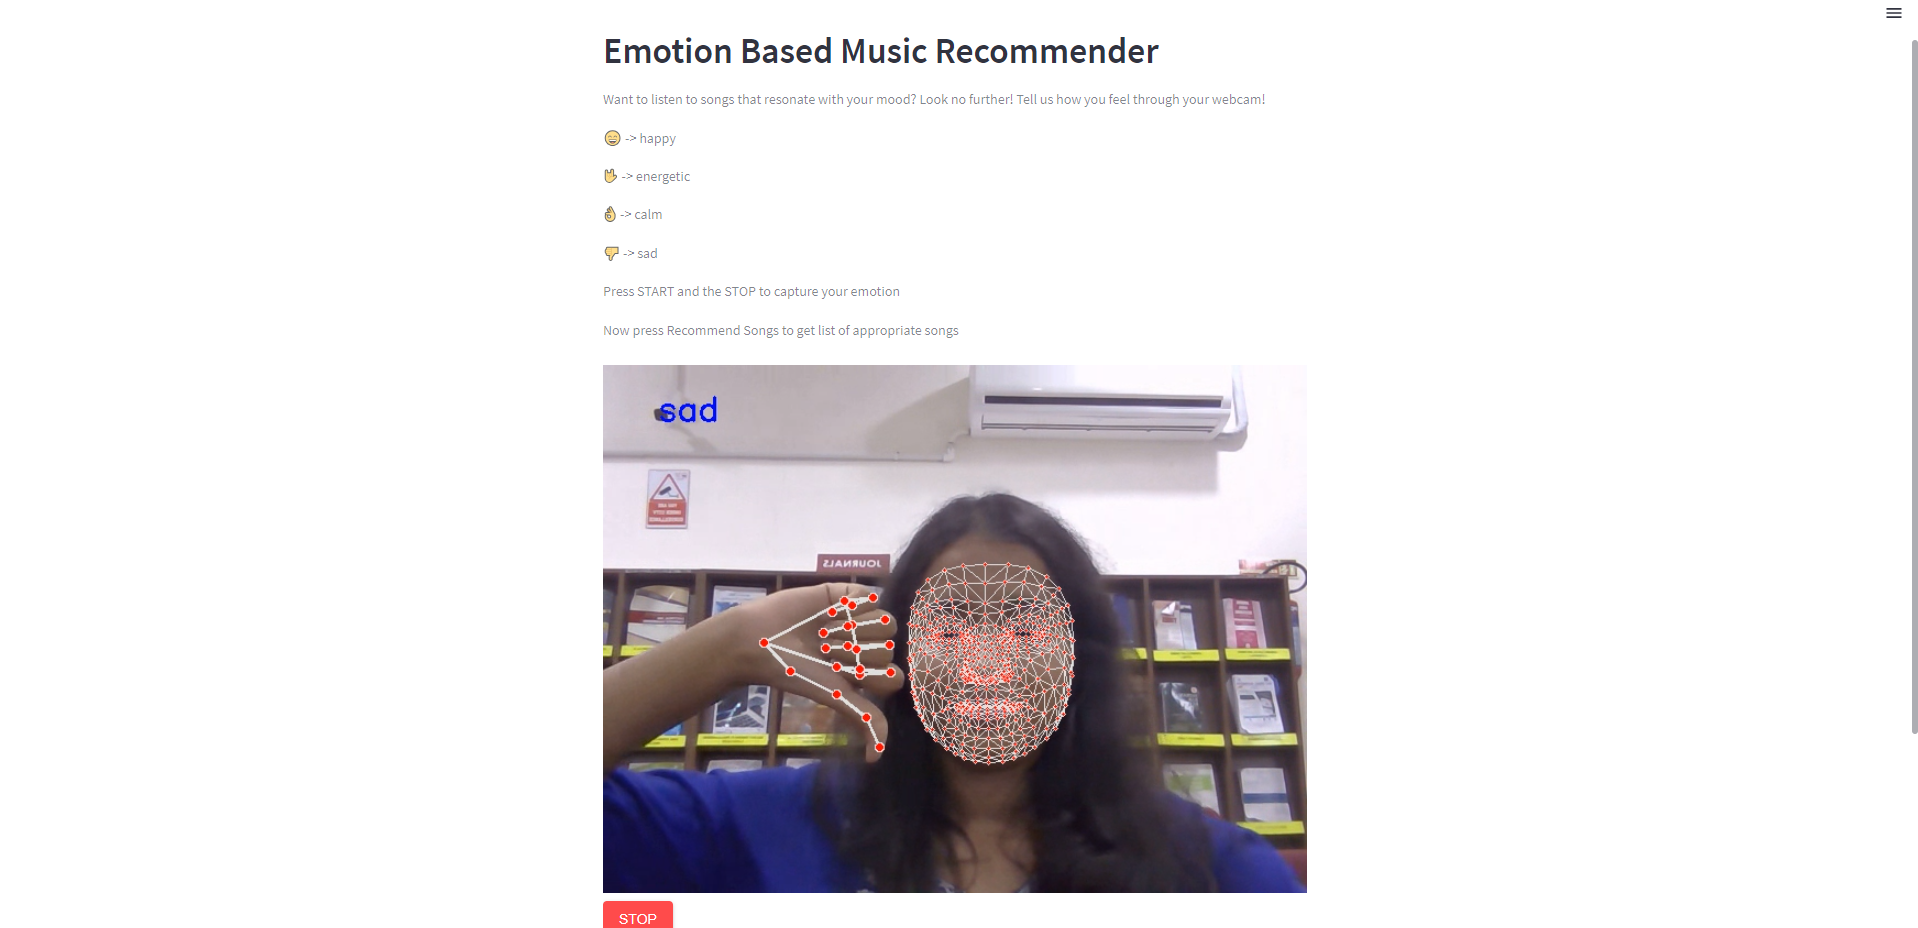 Emotion Based Music Recommender
Want to listen to songs that resonate with your mood? Look no further! Tell us how you feel through your webcam!
😄 -> happy
🤟 -> energetic
👌 -> calm
👎 -> sad
Press START and the STOP to capture your emotion
Now press Recommend Songs to get list of appropriate songs
sad
JOURNALS
STOP